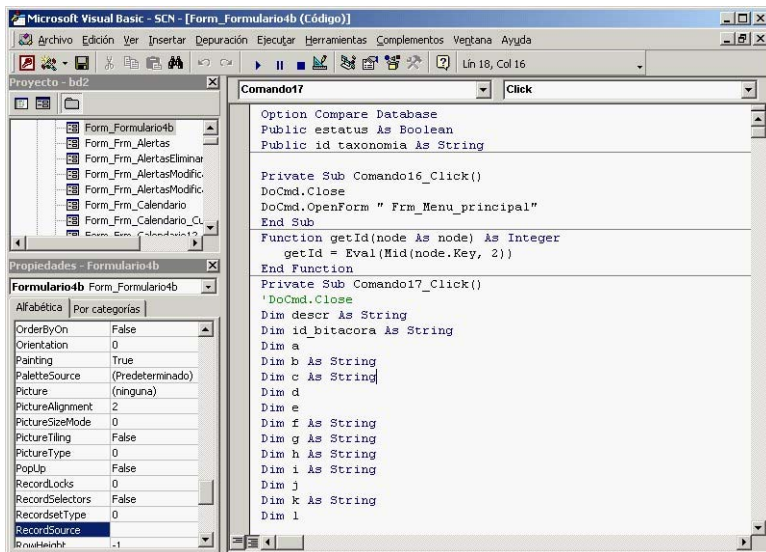 Microsoft Visual Basic - SCN - [Form_Formulario4b (Código)]
Archivo Edición Ver Insertar Depuración Ejecutar Herramientas Complementos Ventana Ayuda
Lín 18, Col 16
Proyecto - bd2
Form_Formulario4b
Form_Frm_Alertas
Form_Frm_AlertasEliminar
Form_Frm_AlertasModific
Form_Frm_AlertasModific
Form_Frm_Calendario
Form_Frm_Calendario_Cu
Form_Frm_Calendario12
Propiedades - Formulario4b
Formulario4b Form_Formulario4b
Alfabética Por categorías
OrderByOn False
Orientation 0
Painting True
PaletteSource (Predeterminado)
Picture (ninguna)
PictureAlignment 2
PictureSizeMode 0
PictureTiling False
PictureType 0
PopUp False
RecordLocks 0
RecordSelectors False
RecordsetType 0
RecordSource
RowHeight -1
Comando17 Click
Option Compare Database
Public estatus As Boolean
Public id taxonomia As String
Private Sub Comando16_Click()
DoCmd.Close
DoCmd.OpenForm " Frm_Menu_principal"
End Sub
Function getId(node As node) As Integer
getId = Eval(Mid(node.Key, 2))
End Function
Private Sub Comando17_Click()
'DoCmd.Close
Dim descr As String
Dim id_bitacora As String
Dim a
Dim b As String
Dim c As String
Dim d
Dim e
Dim f As String
Dim g As String
Dim h As String
Dim i As String
Dim j
Dim k As String
Dim l